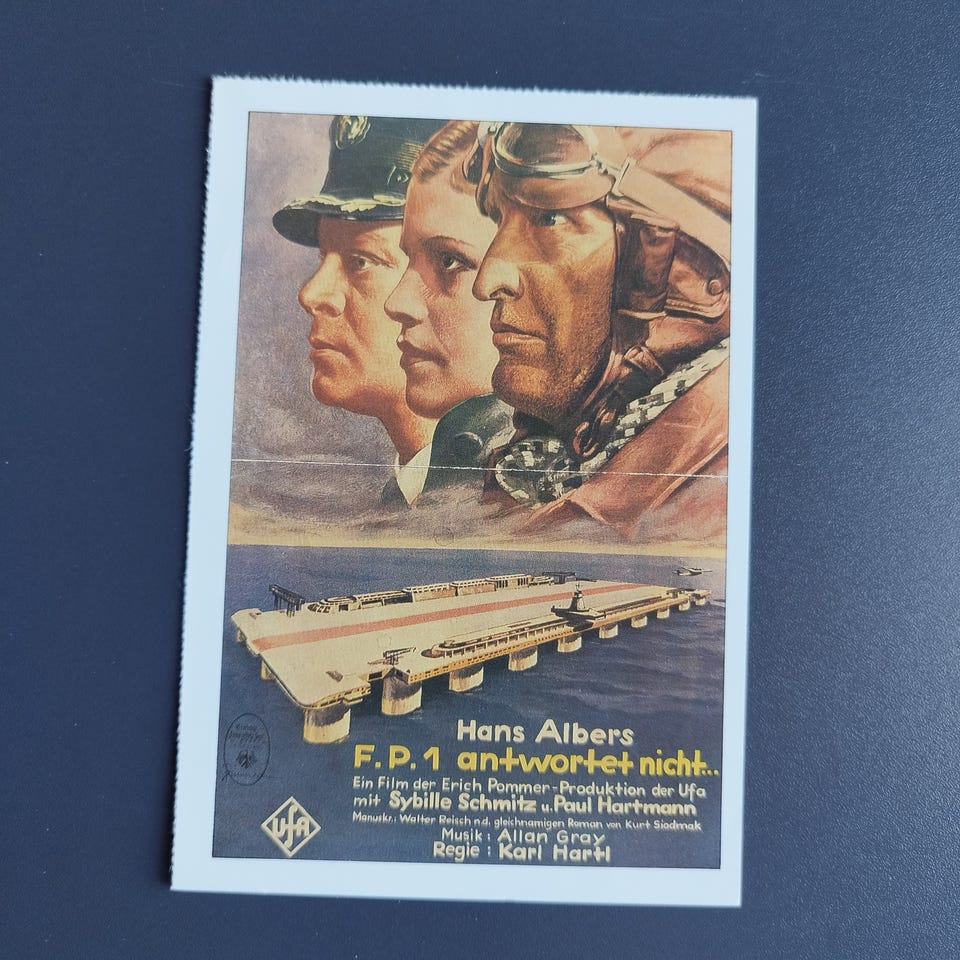 Hans Albers
F.P.1 antwortet nicht...
Ein Film der Erich Pommer-Produktion der Ufa
mit Sybille Schmitz u. Paul Hartmann
Manuskr.: Walter Reisch n.d. gleichnamigen Roman von Kurt Siodmak
Musik: Allan Gray
Regie: Karl Hartl
UFA